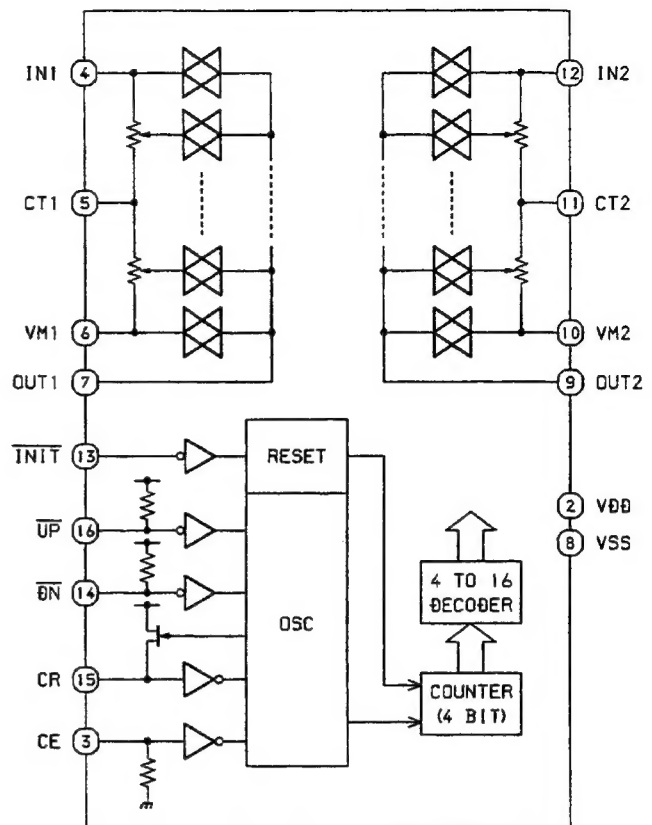 IN1 4
12 IN2
CT1 5
11 CT2
VM1 6
10 VM2
OUT1 7
9 OUT2
INIT 13
RESET
UP 16
2 VDD
8 VSS
DN 14
4 TO 16
DECODER
OSC
CR 15
COUNTER
(4 BIT)
CE 3